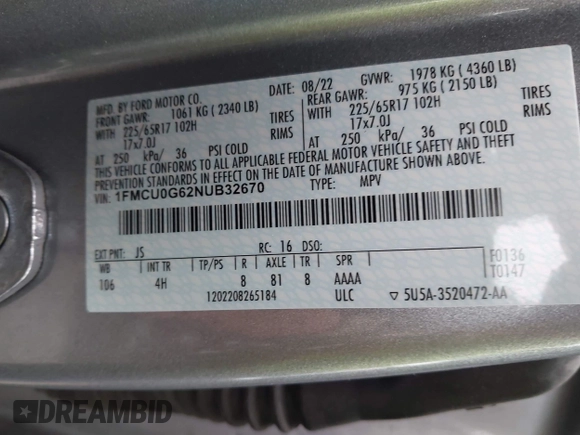 MFD. BY FORD MOTOR CO. DATE: 08/22 GVWR: 1978 KG ( 4360 LB)
FRONT GAWR: 1061 KG ( 2340 LB) REAR GAWR: 975 KG ( 2150 LB)
WITH 225/65R17 102H TIRES WITH 225/65R17 102H TIRES
17x7.0J RIMS 17x7.0J RIMS
AT 250 kPa/ 36 PSI COLD AT 250 kPa/ 36 PSI COLD
THIS VEHICLE CONFORMS TO ALL APPLICABLE FEDERAL MOTOR VEHICLE SAFETY AND THEFT
PREVENTION STANDARDS IN EFFECT ON THE DATE OF MANUFACTURE SHOWN ABOVE.
VIN: 1FMCU0G62NUB32670 TYPE: MPV
EXT PNT: JS RC: 16 DSO: F0136
WB INT TR TP/PS R AXLE TR SPR T0147
106 4H 8 81 8 AAAA
1202208265184 ULC ▽ 5U5A-3520472-AA
DREAMBID